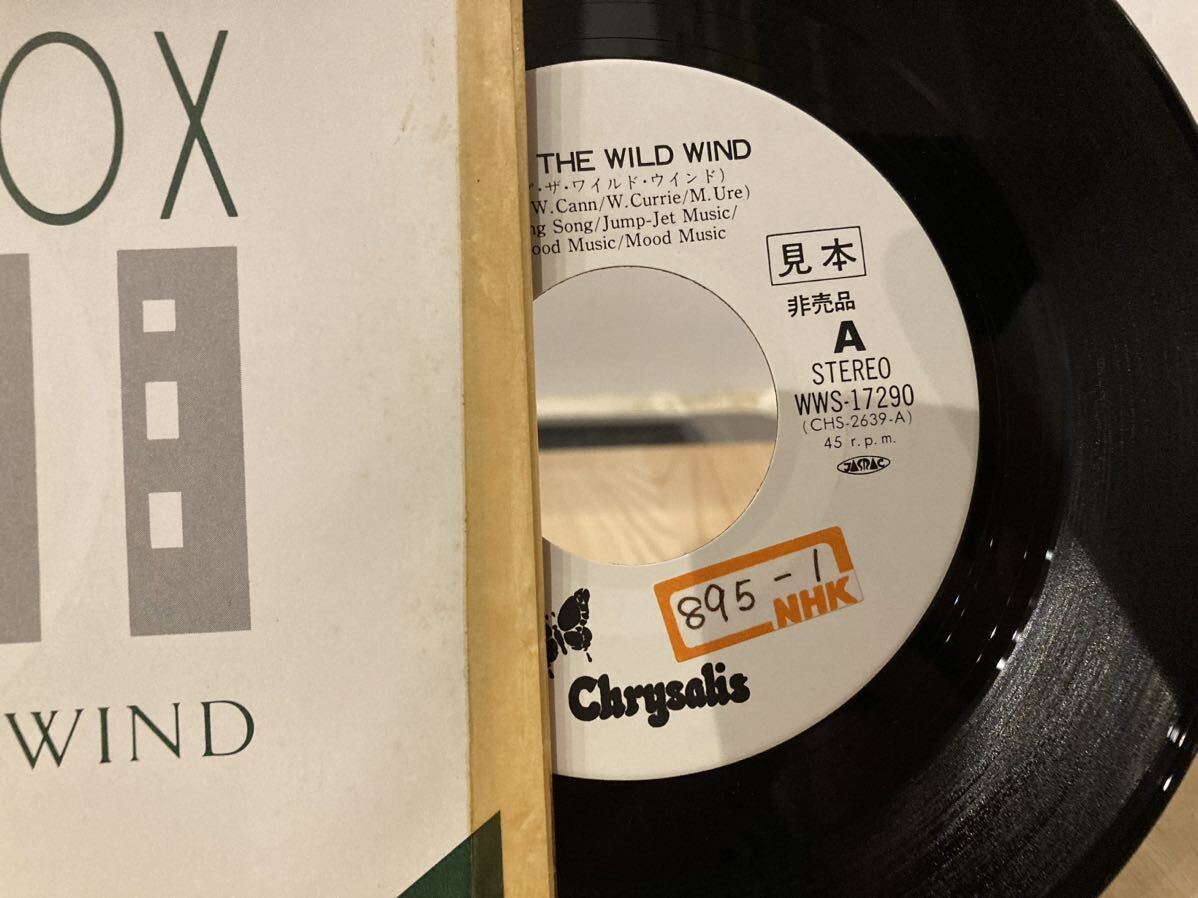 OX
WIND
THE WILD WIND
・ザ・ワイルド・ウインド)
W.Cann/W.Currie/M.Ure)
ng Song/Jump-Jet Music/
ood Music/Mood Music
見本
非売品
A
STEREO
WWS-17290
(CHS-2639-A)
45 r.p.m.
JASRAC
895-1
NHK
Chrysalis